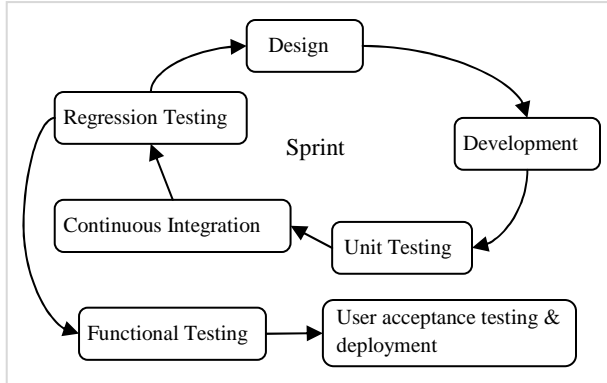 Design
Regression Testing
Sprint
Development
Continuous Integration
Unit Testing
Functional Testing
User acceptance testing &
deployment